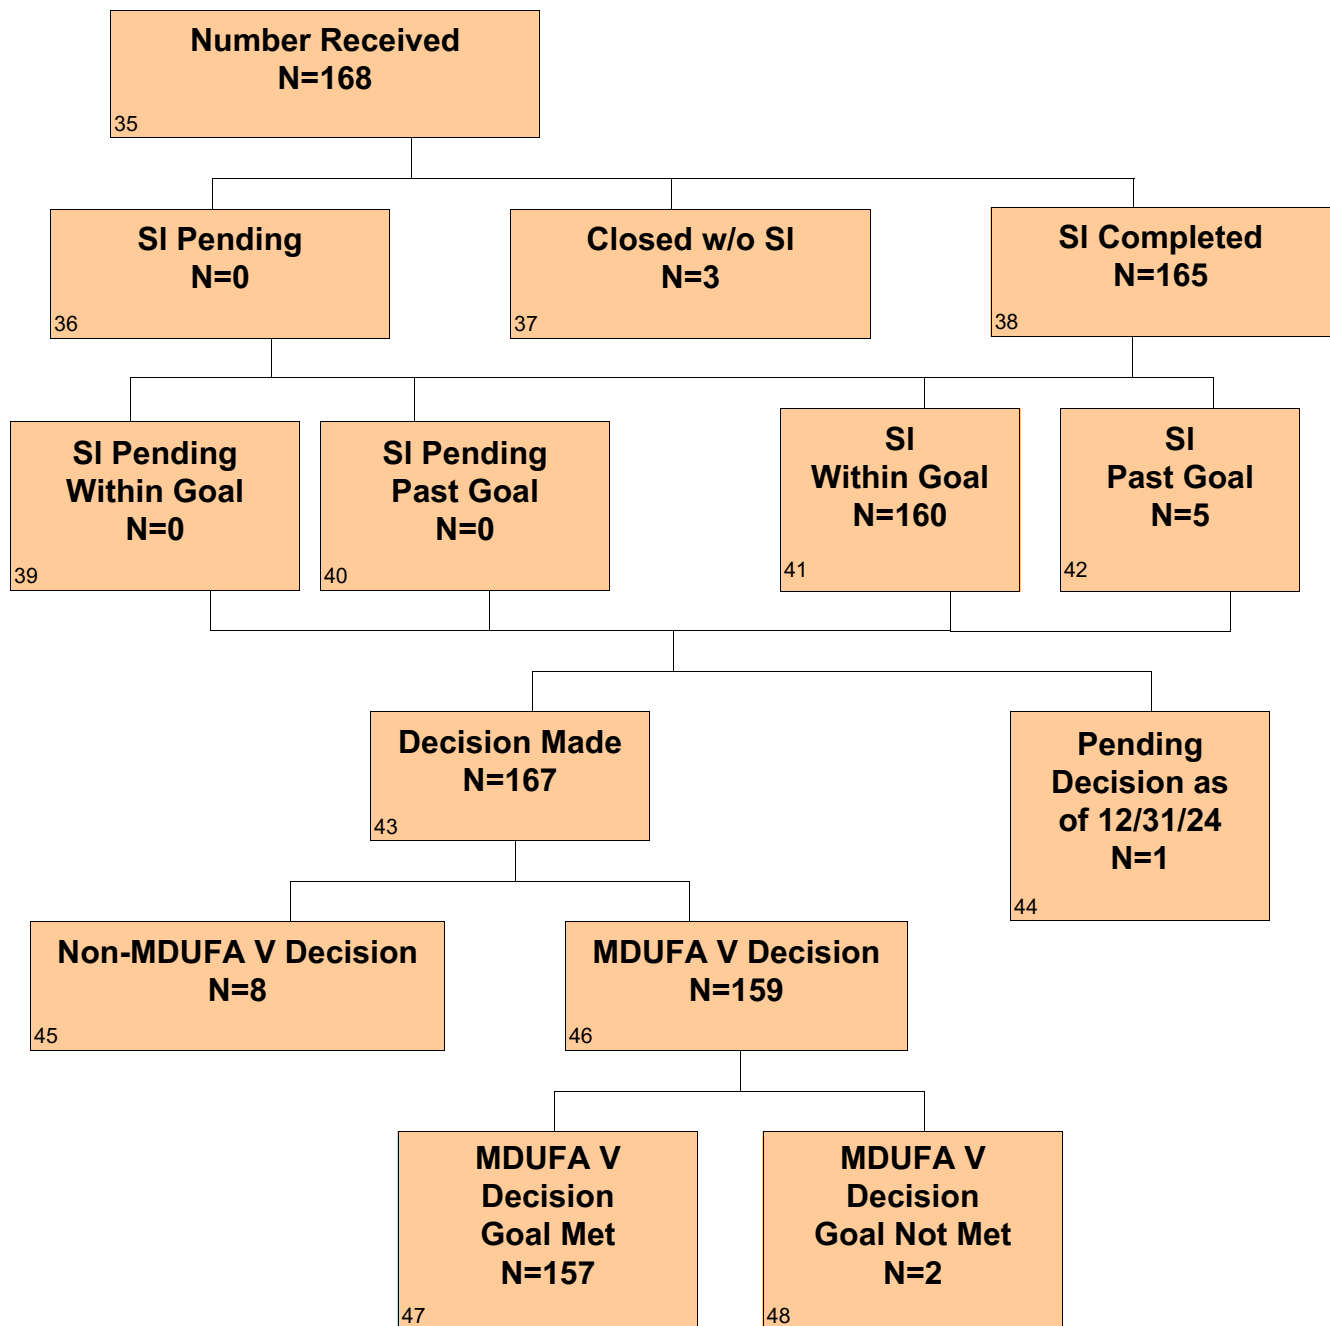 Number Received
N=168
35
SI Pending
N=0
36
Closed w/o SI
N=3
37
SI Completed
N=165
38
SI Pending
Within Goal
N=0
39
SI Pending
Past Goal
N=0
40
SI
Within Goal
N=160
41
SI
Past Goal
N=5
42
Decision Made
N=167
43
Pending
Decision as
of 12/31/24
N=1
44
Non-MDUFA V Decision
N=8
45
MDUFA V Decision
N=159
46
MDUFA V
Decision
Goal Met
N=157
47
MDUFA V
Decision
Goal Not Met
N=2
48